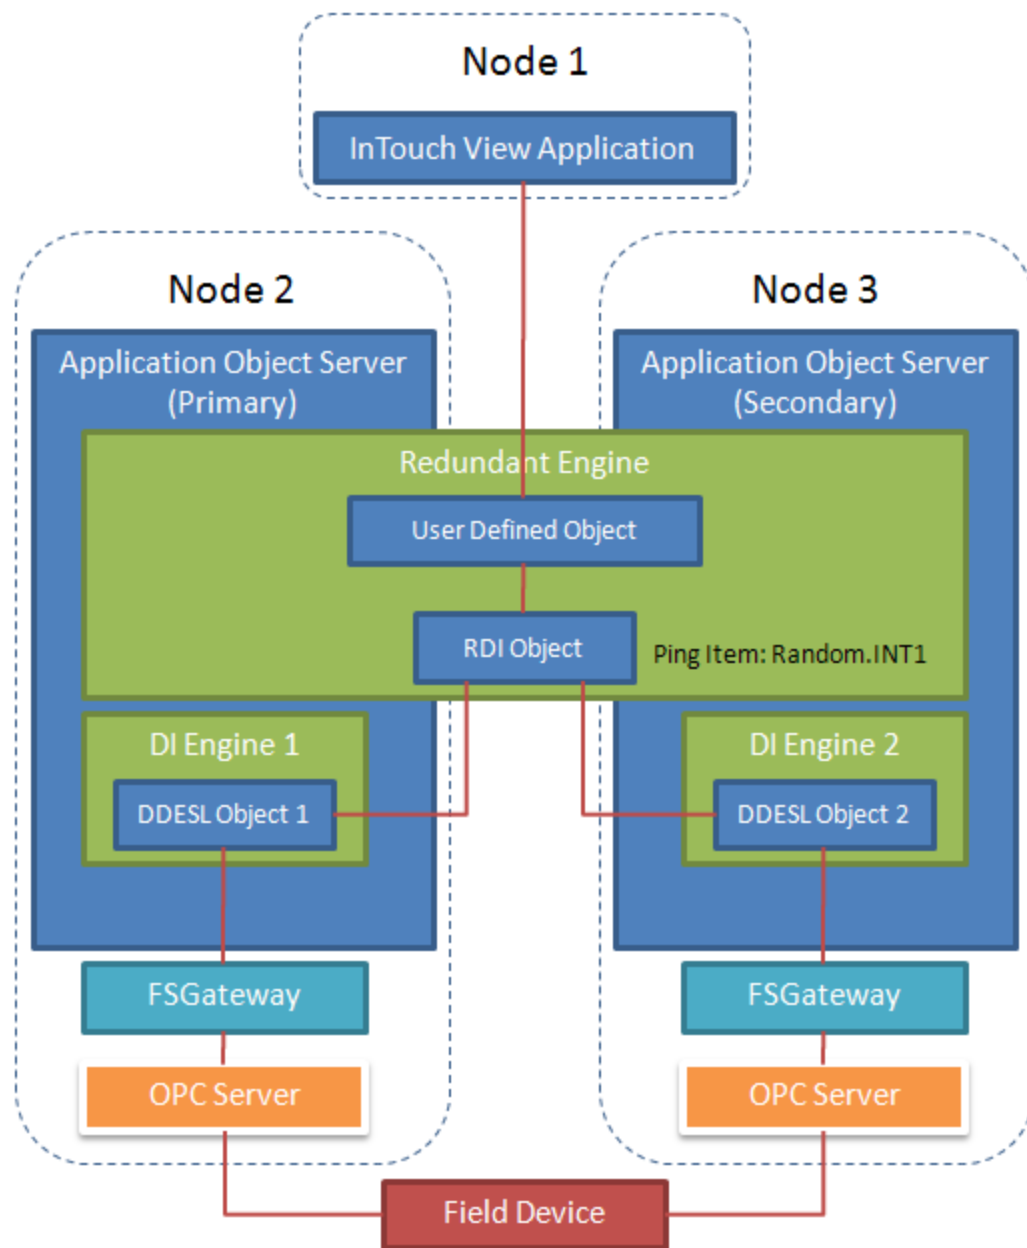 Node 1
InTouch View Application
Node 2
Node 3
Application Object Server
(Primary)
Application Object Server
(Secondary)
Redundant Engine
User Defined Object
RDI Object
Ping Item: Random.INT1
DI Engine 1
DI Engine 2
DDESL Object 1
DDESL Object 2
FSGateway
FSGateway
OPC Server
OPC Server
Field Device